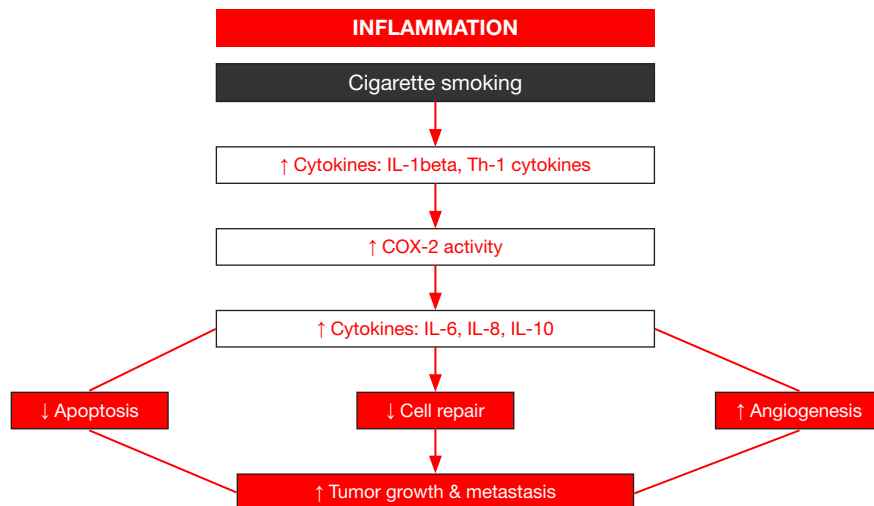 INFLAMMATION
Cigarette smoking
↑ Cytokines: IL-1beta, Th-1 cytokines
↑ COX-2 activity
↑ Cytokines: IL-6, IL-8, IL-10
↓ Apoptosis
↓ Cell repair
↑ Angiogenesis
↑ Tumor growth & metastasis